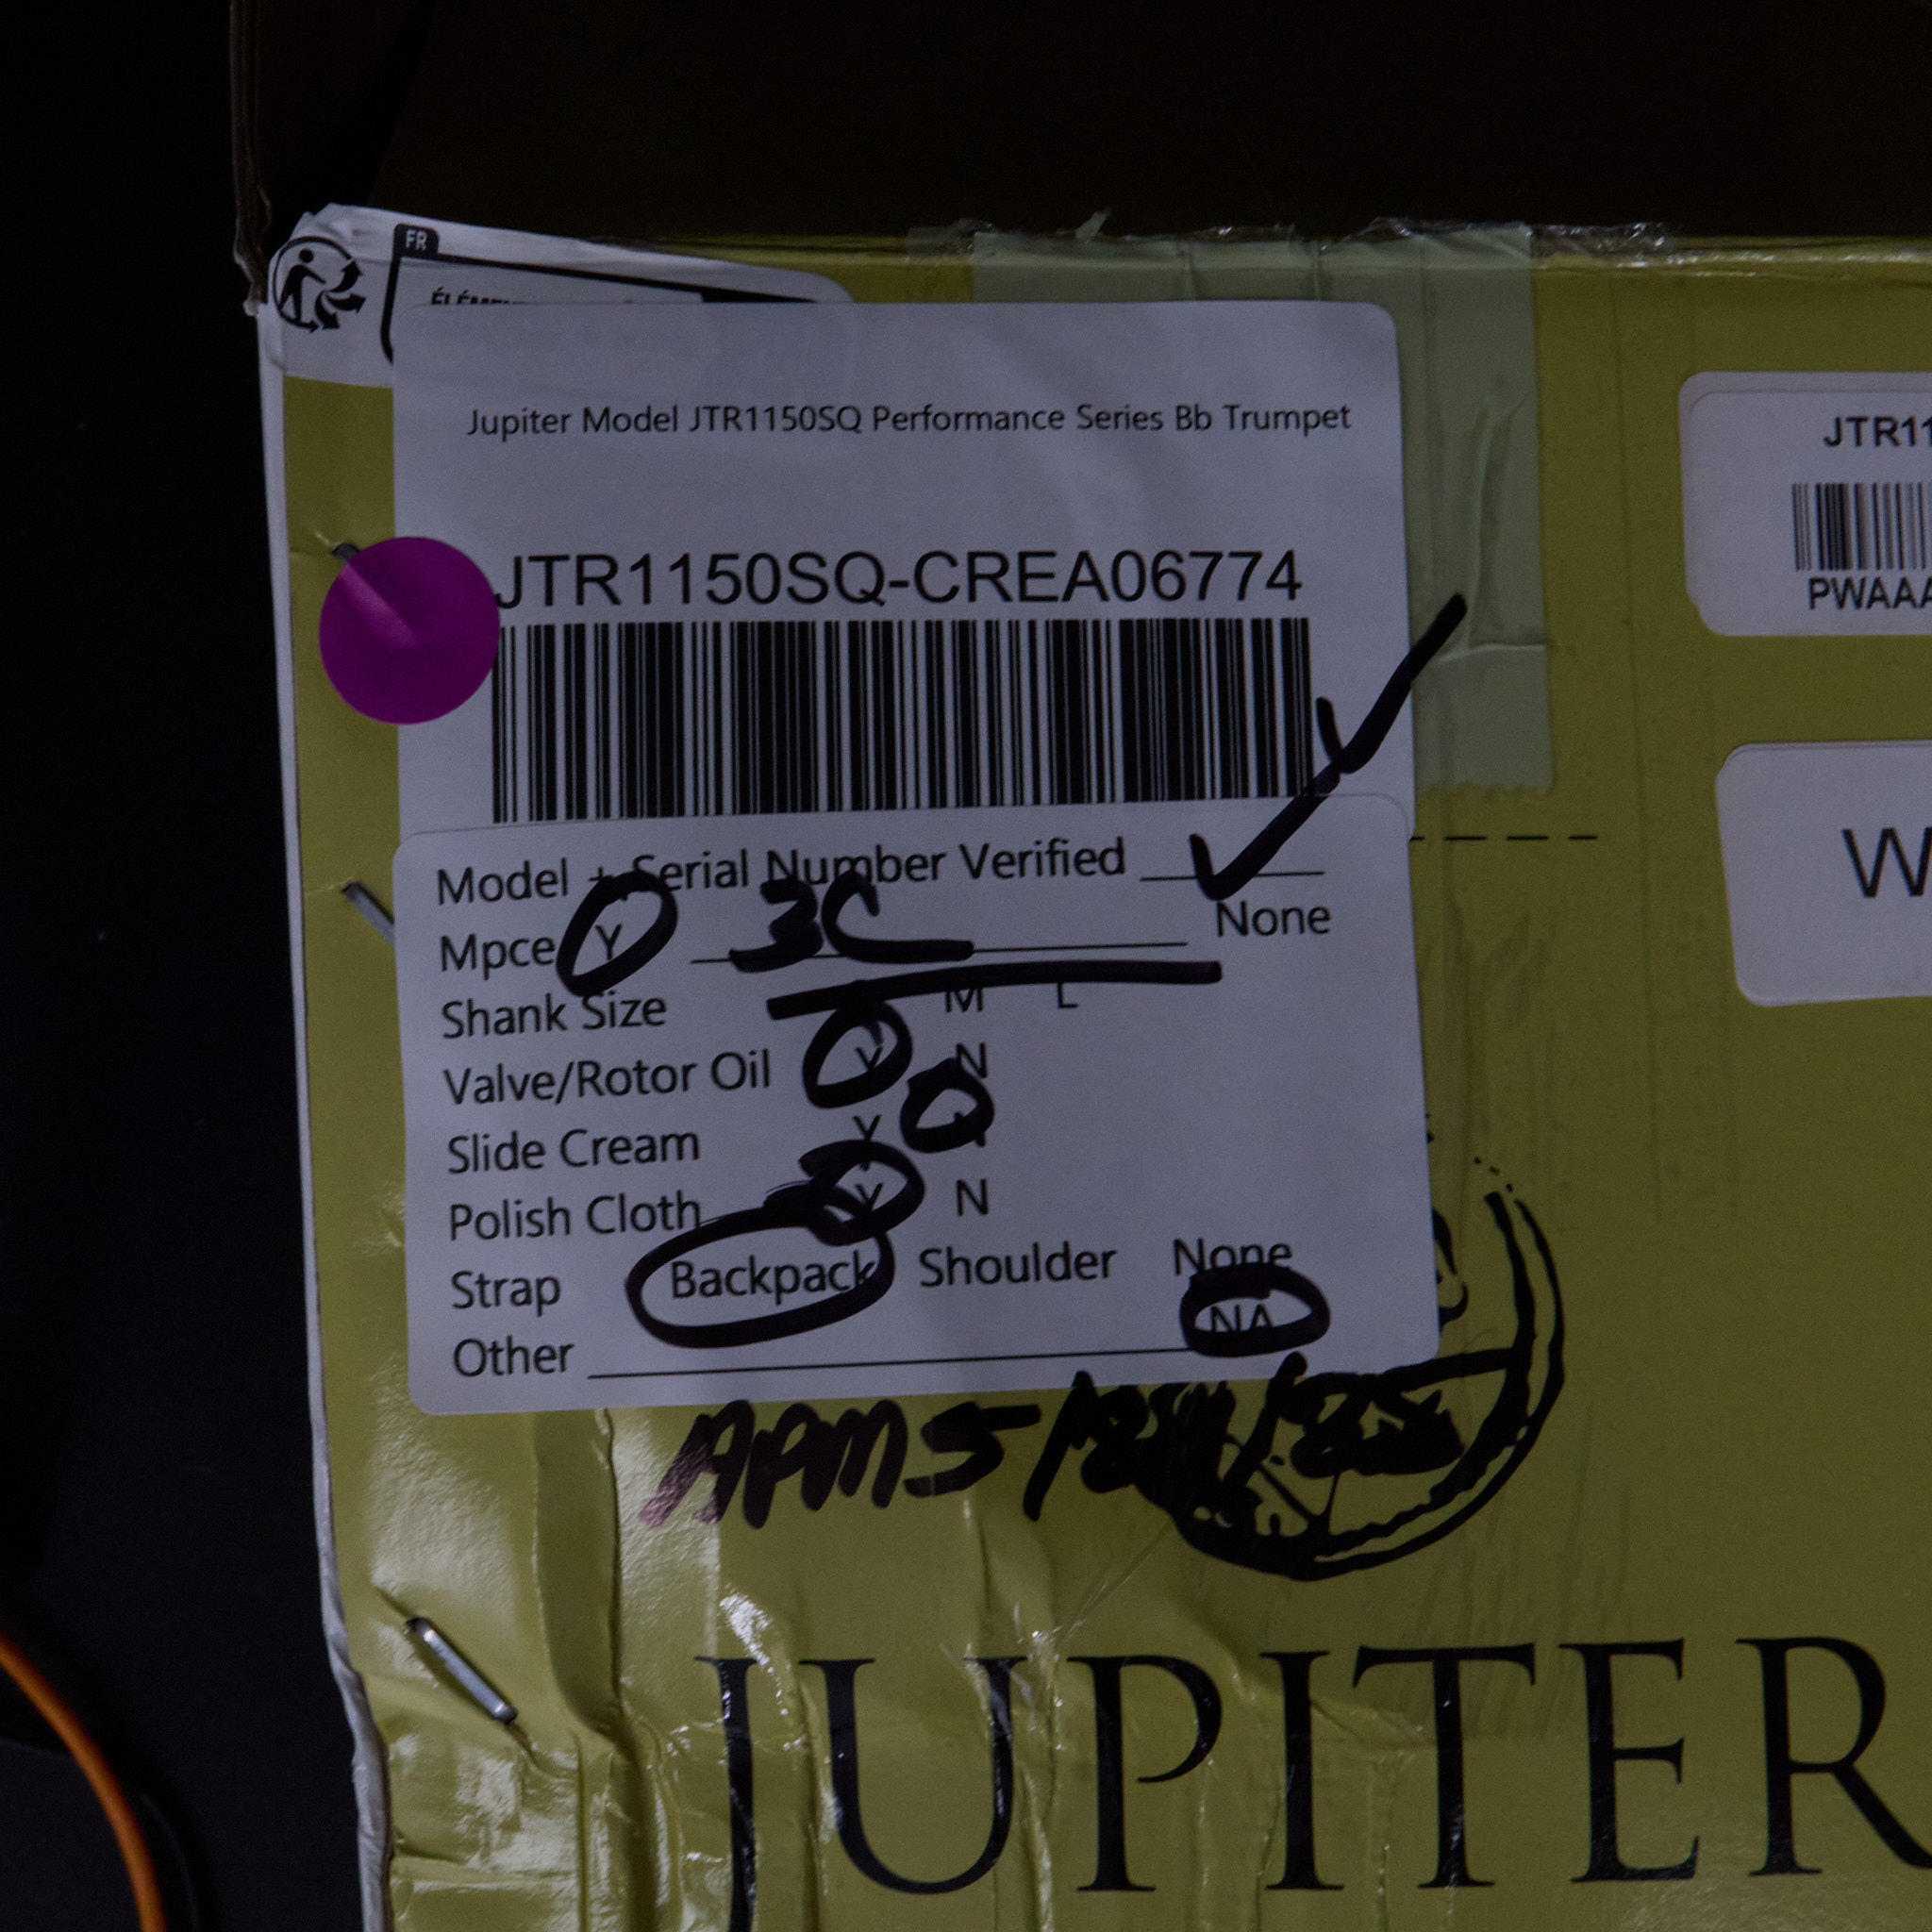 FR
Jupiter Model JTR1150SQ Performance Series Bb Trumpet
JTR1150SQ-CREA06774
Model + Serial Number Verified
Mpce Y 3C None
Shank Size M L
Valve/Rotor Oil Y N
Slide Cream Y
Polish Cloth Y N
Strap Backpack Shoulder None
Other NA
JTR11
PWAAA
W
JUPITER